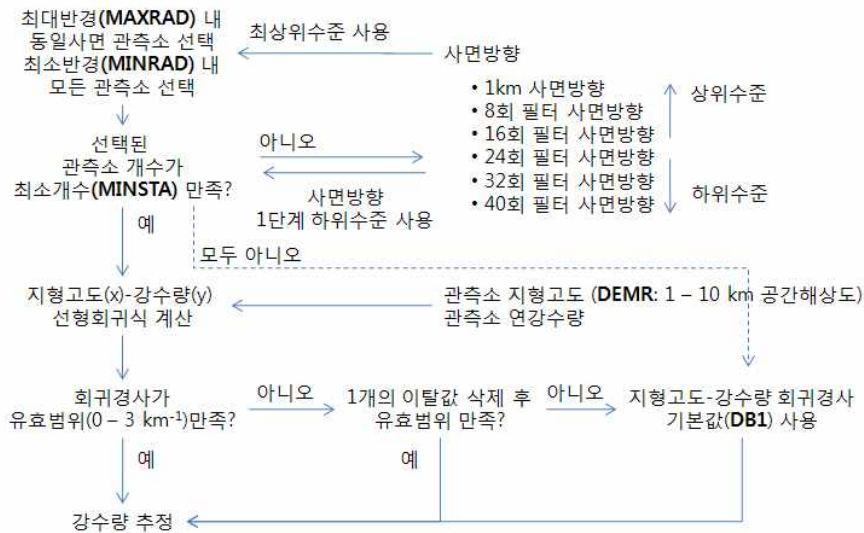 최대반경(MAXRAD) 내
동일사면 관측소 선택
최소반경(MINRAD) 내
모든 관측소 선택
최상위수준 사용
사면방향
• 1km 사면방향
• 8회 필터 사면방향
• 16회 필터 사면방향
• 24회 필터 사면방향
• 32회 필터 사면방향
• 40회 필터 사면방향
상위수준
하위수준
선택된
관측소 개수가
최소개수(MINSTA) 만족?
아니오
사면방향
1단계 하위수준 사용
예
모두 아니오
지형고도(x)-강수량(y)
선형회귀식 계산
관측소 지형고도 (DEMR: 1 – 10 km 공간해상도)
관측소 연강수량
회귀경사가
유효범위(0 – 3 km⁻¹)만족?
아니오
1개의 이탈값 삭제 후
유효범위 만족?
아니오
지형고도-강수량 회귀경사
기본값(DB1) 사용
예
예
강수량 추정